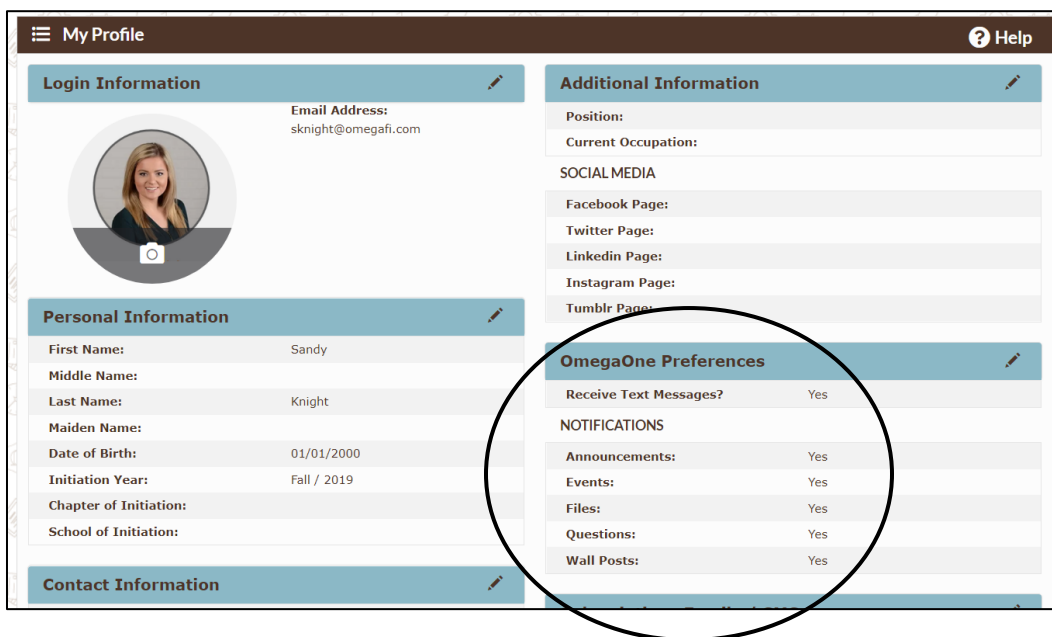 My Profile
Help
Login Information
Email Address:
sknight@omegafi.com
Personal Information
First Name: Sandy
Middle Name:
Last Name: Knight
Maiden Name:
Date of Birth: 01/01/2000
Initiation Year: Fall / 2019
Chapter of Initiation:
School of Initiation:
Contact Information
Additional Information
Position:
Current Occupation:
SOCIAL MEDIA
Facebook Page:
Twitter Page:
Linkedin Page:
Instagram Page:
Tumblr Page:
OmegaOne Preferences
Receive Text Messages? Yes
NOTIFICATIONS
Announcements: Yes
Events: Yes
Files: Yes
Questions: Yes
Wall Posts: Yes